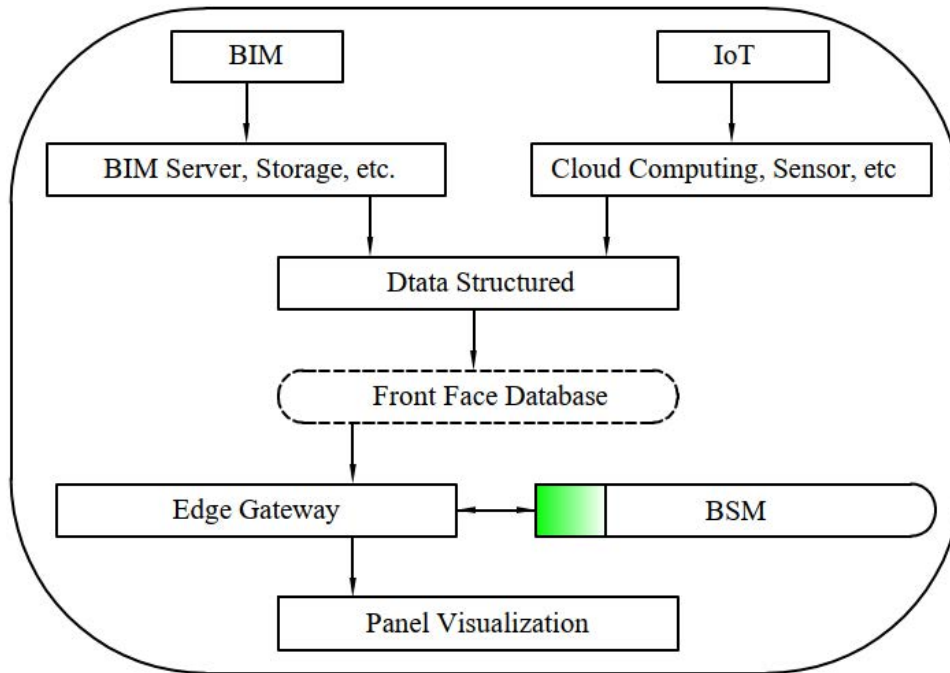 BIM
IoT
BIM Server, Storage, etc.
Cloud Computing, Sensor, etc
Dtata Structured
Front Face Database
Edge Gateway
BSM
Panel Visualization